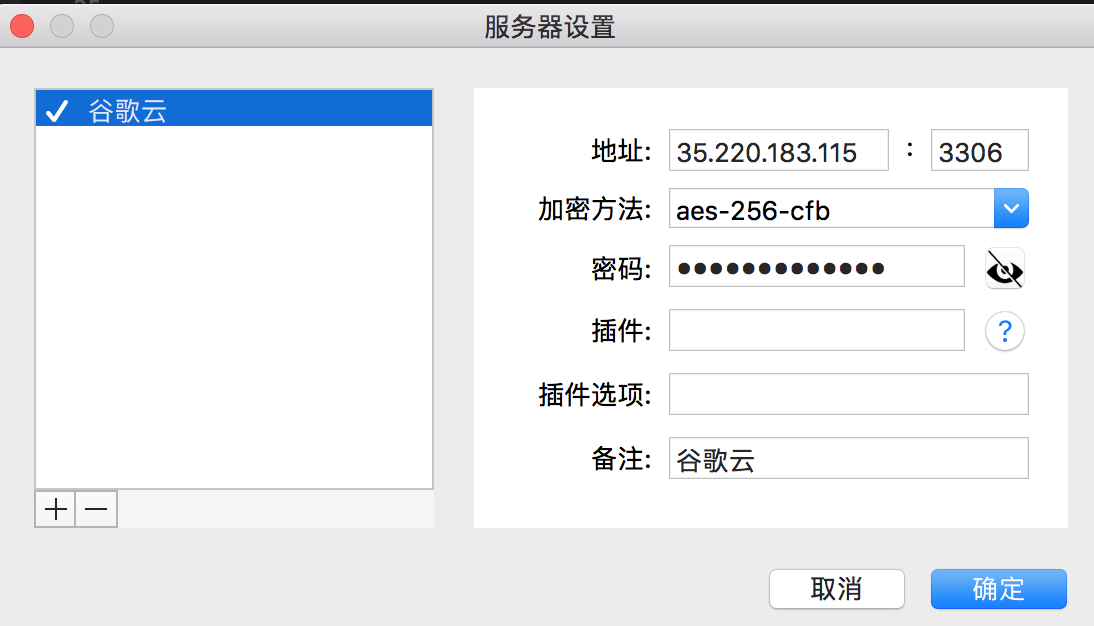 服务器设置
谷歌云
地址: 35.220.183.115 : 3306
加密方法: aes-256-cfb
密码: ●●●●●●●●●●●●●
插件: ?
插件选项:
备注: 谷歌云
取消 确定